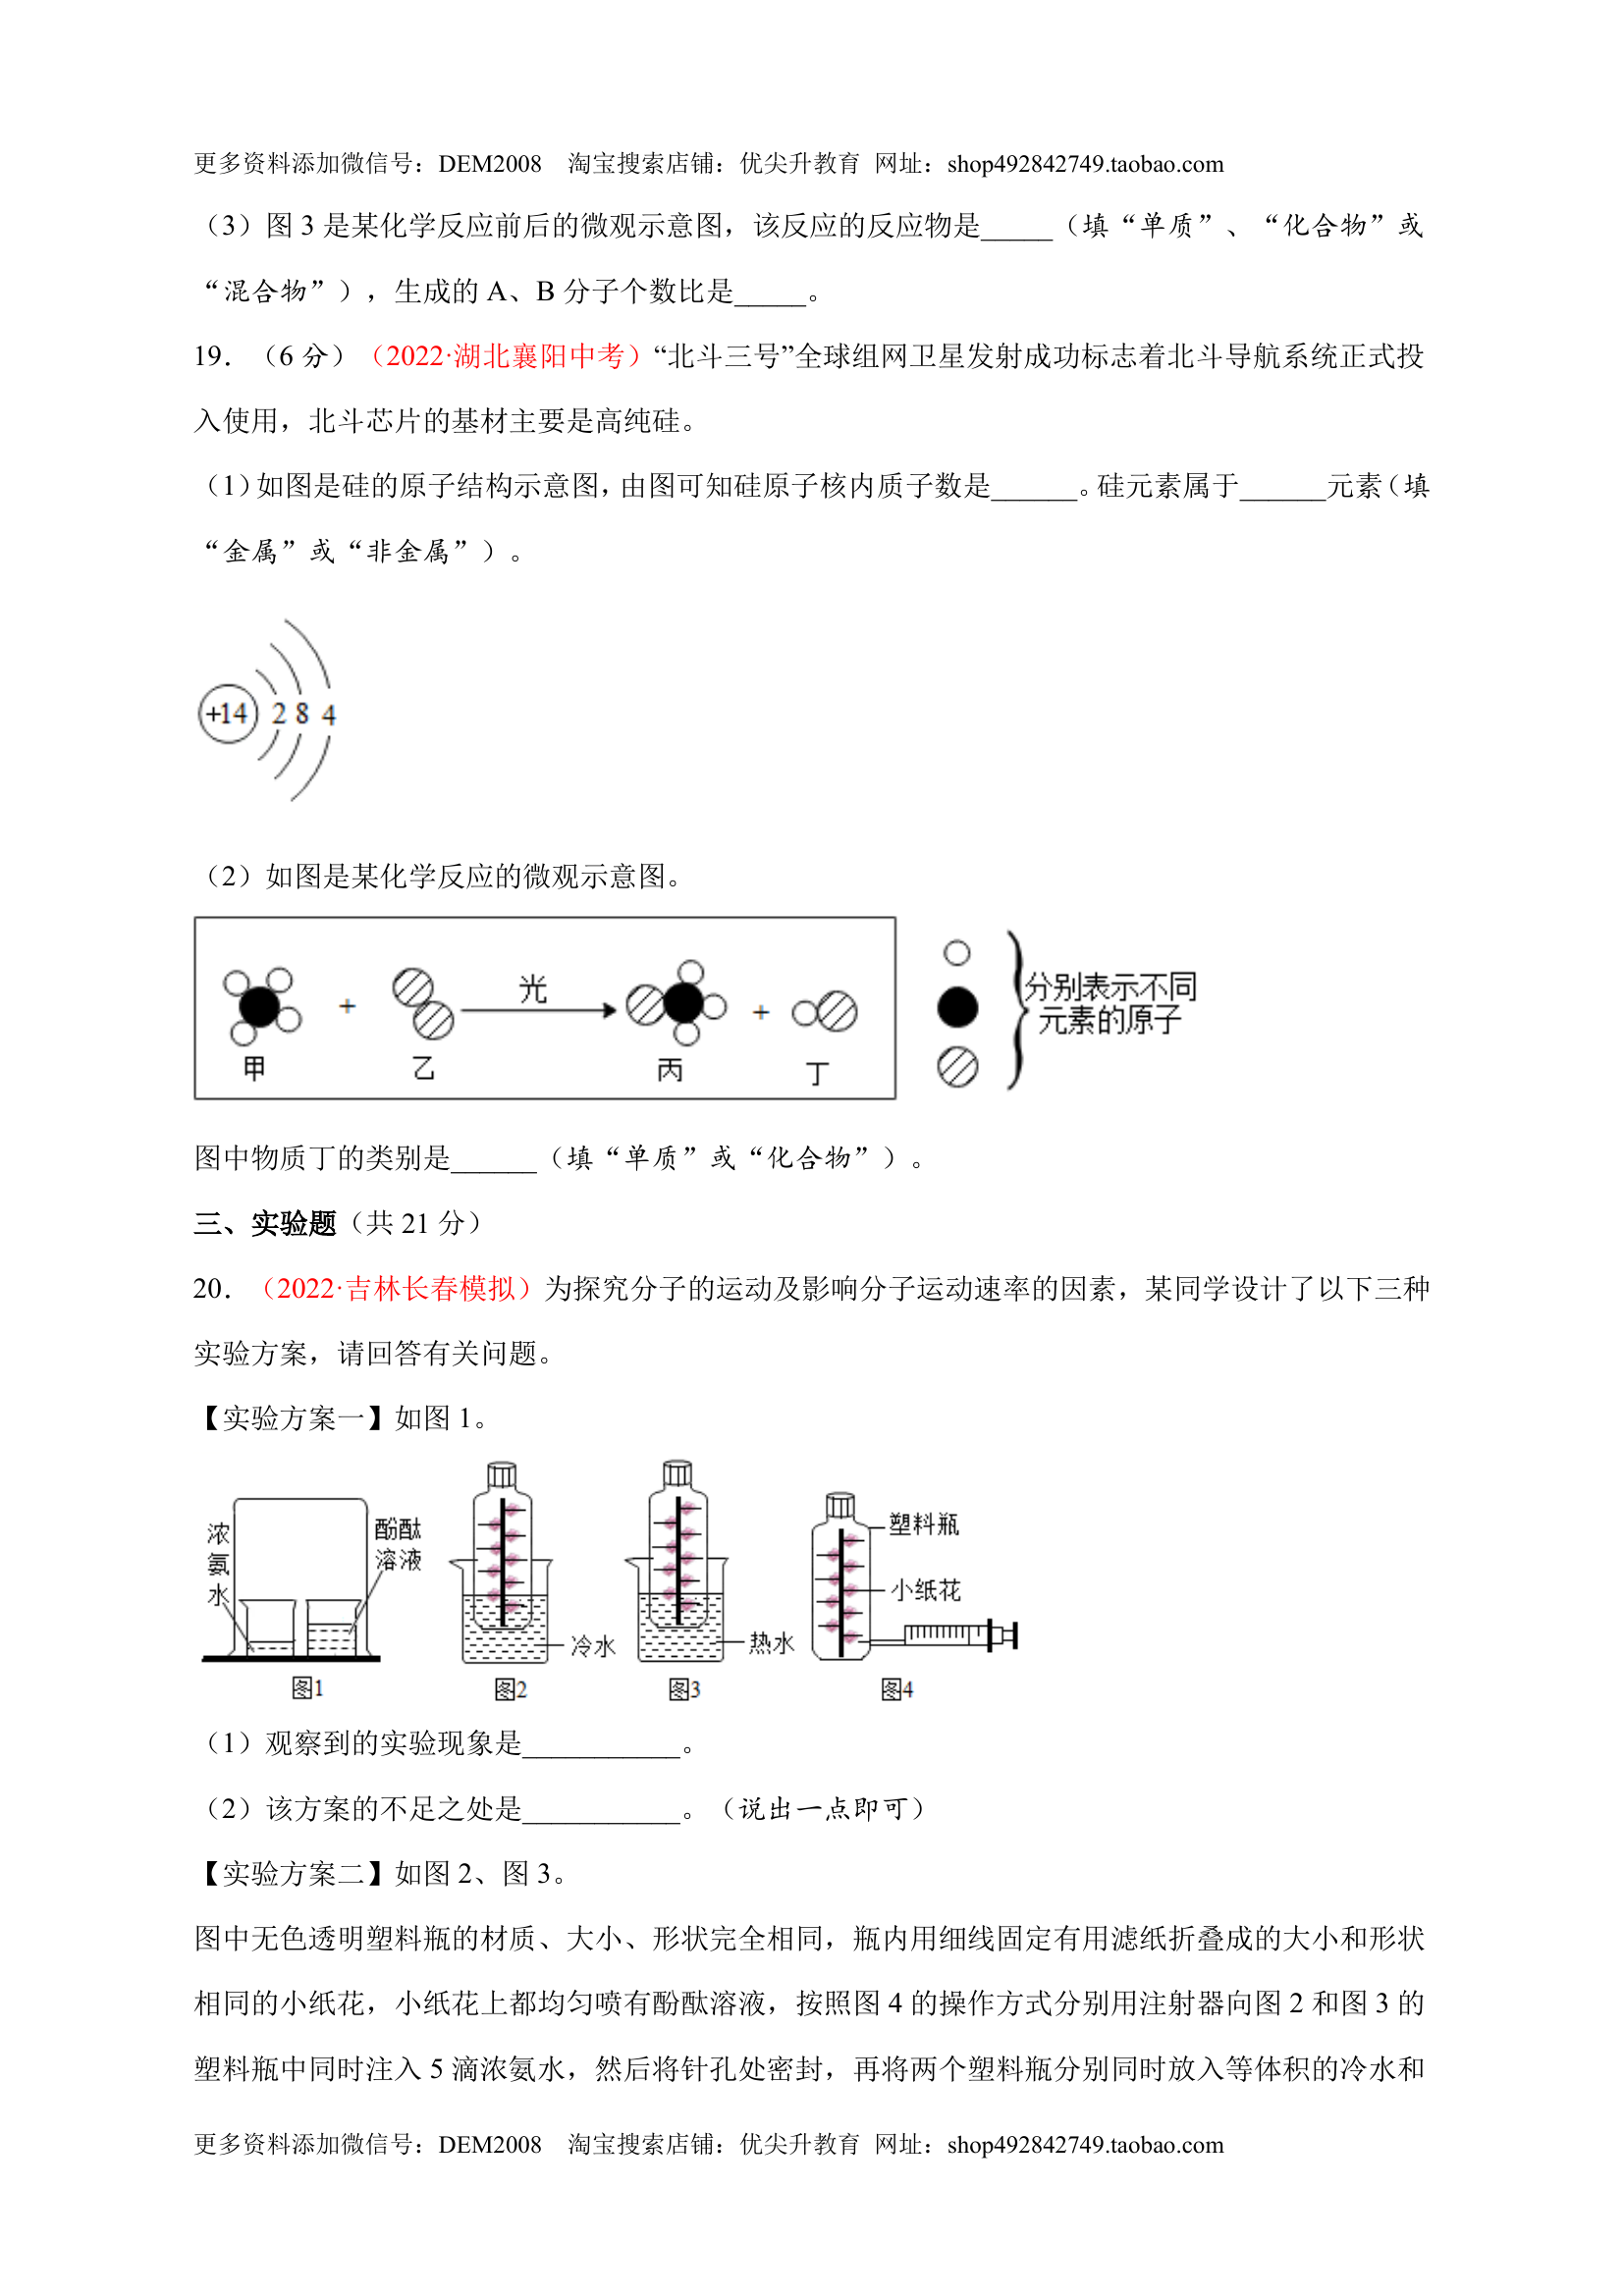 更多资料添加微信号：DEM2008 淘宝搜索店铺：优尖升教育 网址：shop492842749.taobao.com
（3）图 3 是某化学反应前后的微观示意图，该反应的反应物是_____（填“单质”、“化合物”或
“混合物”），生成的 A、B 分子个数比是_____。
19．（6 分）（2022·湖北襄阳中考）“北斗三号”全球组网卫星发射成功标志着北斗导航系统正式投
入使用，北斗芯片的基材主要是高纯硅。
（1）如图是硅的原子结构示意图，由图可知硅原子核内质子数是______。硅元素属于______元素（填
“金属”或“非金属”）。
+14 2 8 4
（2）如图是某化学反应的微观示意图。
+ 光 +
甲 乙 丙 丁
分别表示不同
元素的原子
图中物质丁的类别是______（填“单质”或“化合物”）。
三、实验题（共 21 分）
20．（2022·吉林长春模拟）为探究分子的运动及影响分子运动速率的因素，某同学设计了以下三种
实验方案，请回答有关问题。
【实验方案一】如图 1。
浓氨水
酚酞
溶液
冷水
热水
塑料瓶
小纸花
图1 图2 图3 图4
（1）观察到的实验现象是___________。
（2）该方案的不足之处是___________。（说出一点即可）
【实验方案二】如图 2、图 3。
图中无色透明塑料瓶的材质、大小、形状完全相同，瓶内用细线固定有用滤纸折叠成的大小和形状
相同的小纸花，小纸花上都均匀喷有酚酞溶液，按照图 4 的操作方式分别用注射器向图 2 和图 3 的
塑料瓶中同时注入 5 滴浓氨水，然后将针孔处密封，再将两个塑料瓶分别同时放入等体积的冷水和
更多资料添加微信号：DEM2008 淘宝搜索店铺：优尖升教育 网址：shop492842749.taobao.com